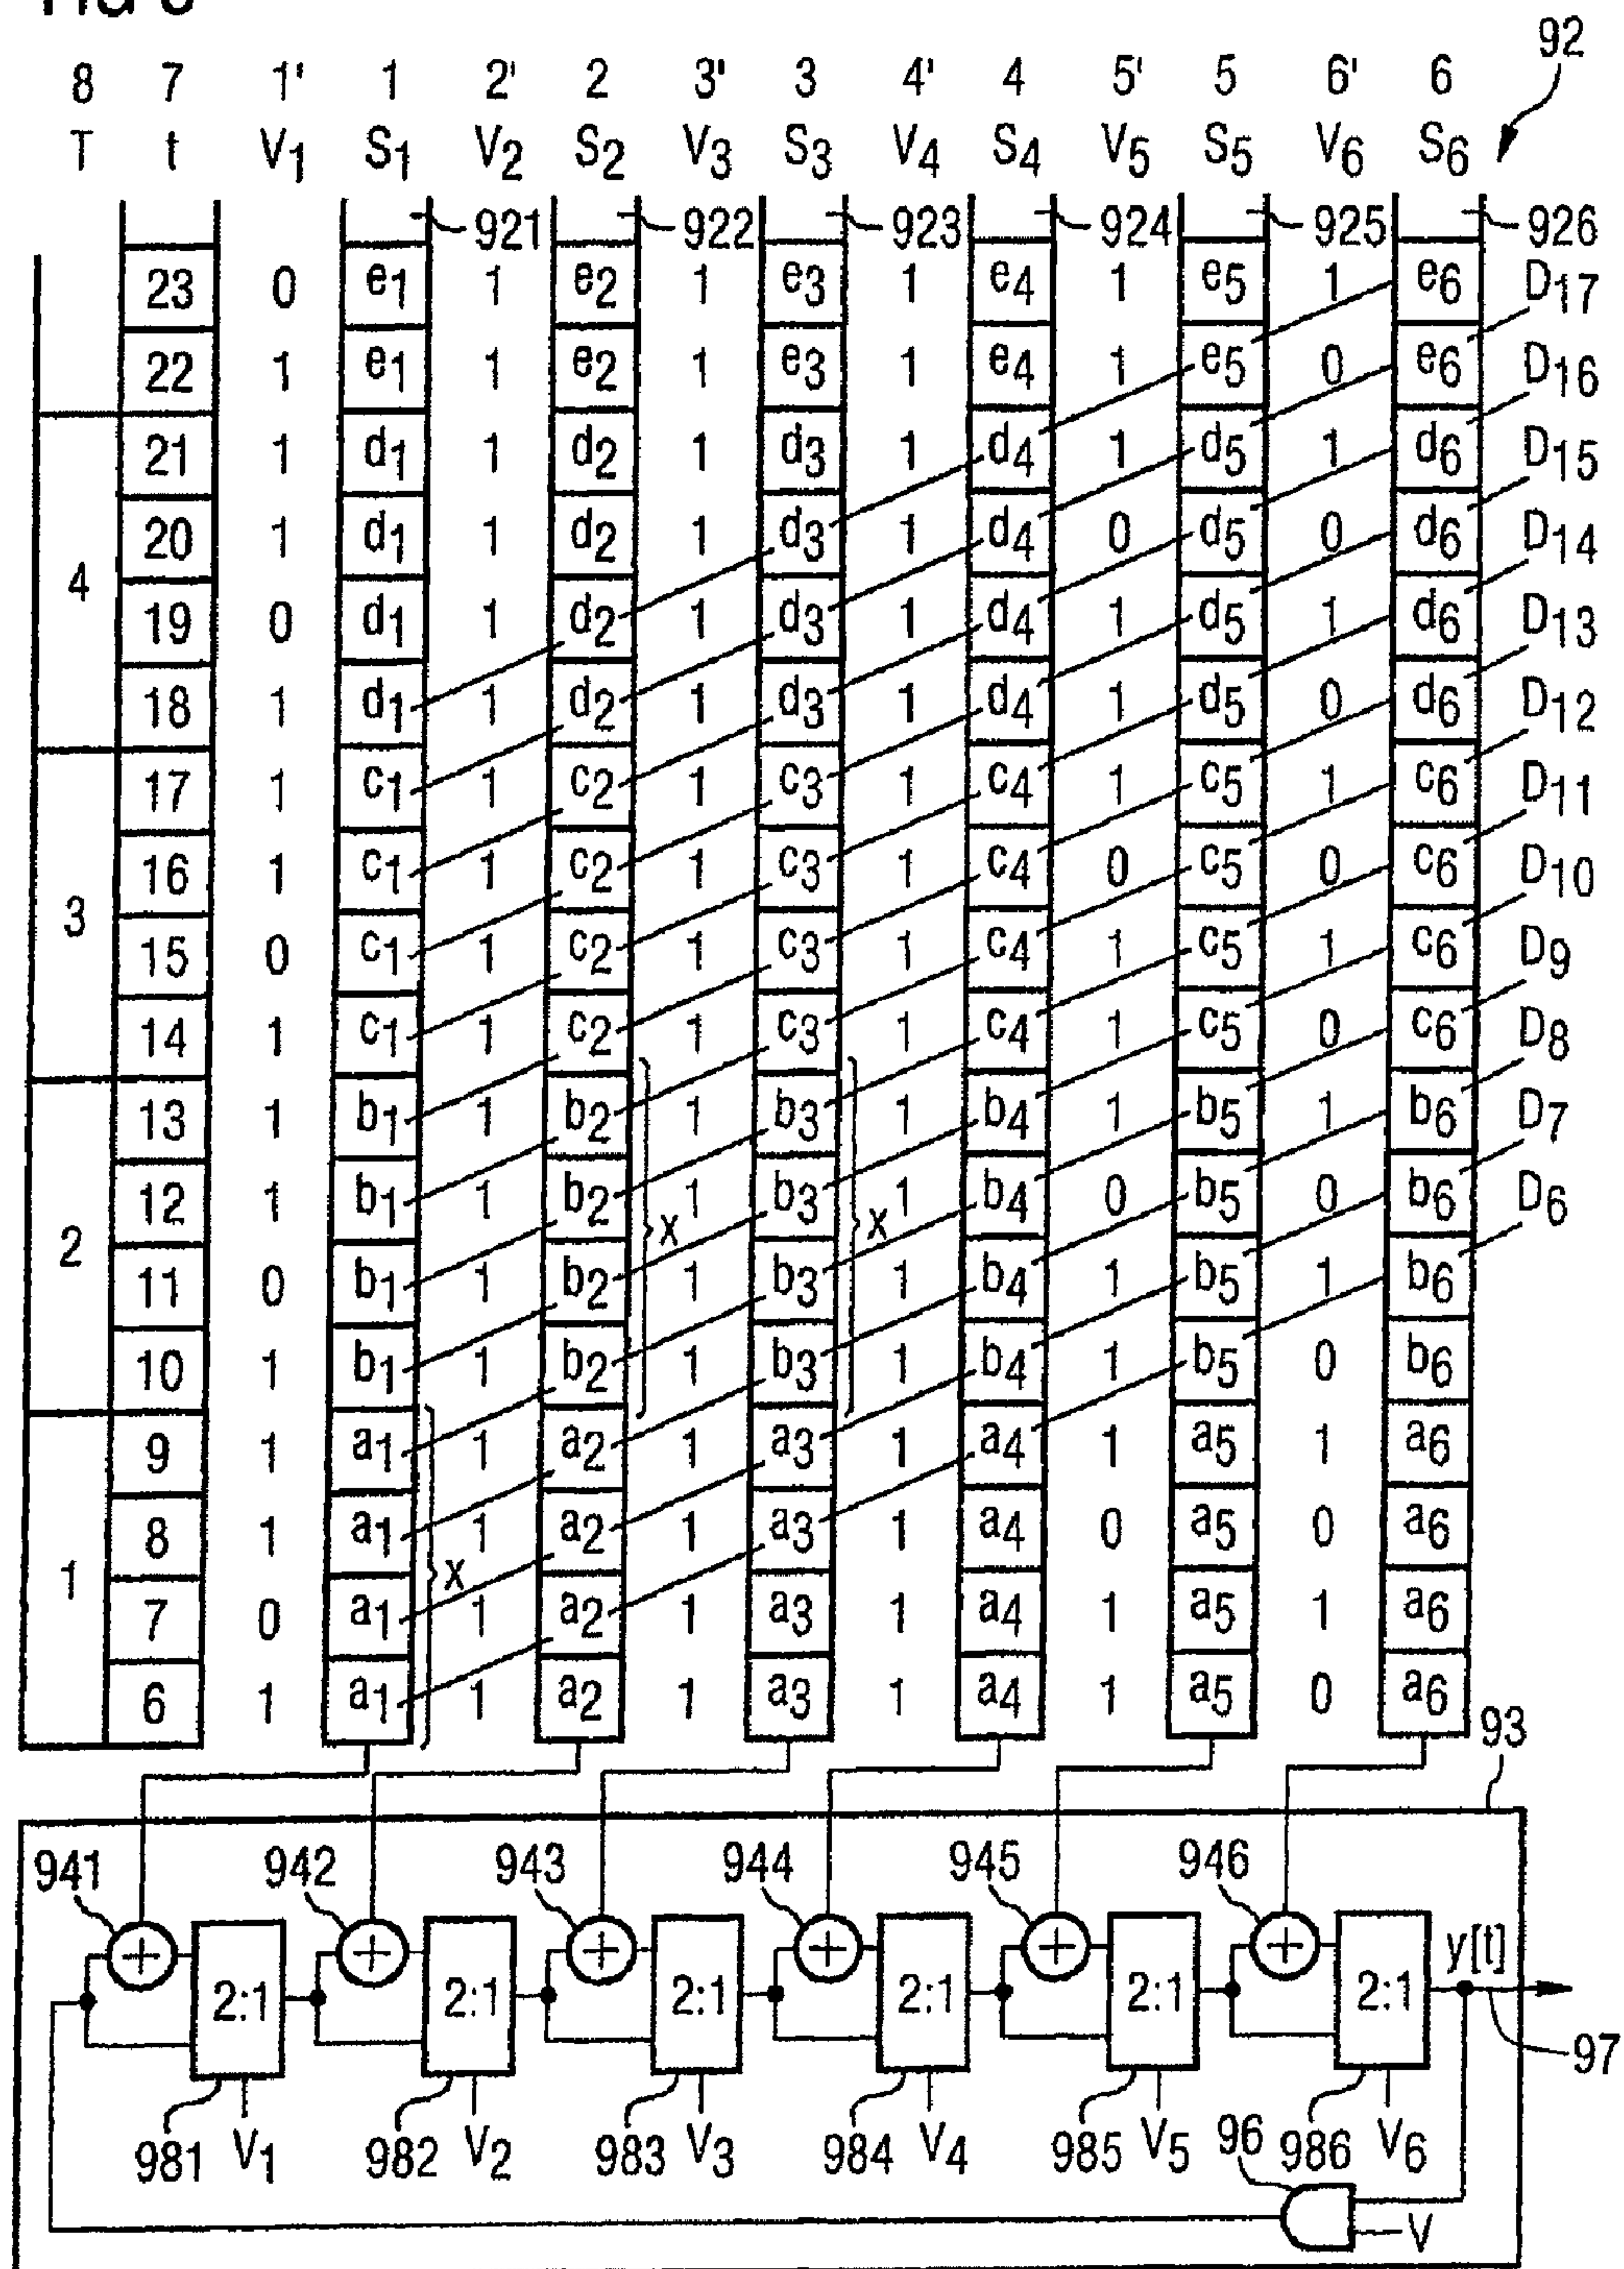 8 7 1' 1 2' 2 3' 3 4' 4 5' 5 6' 6 92
T t V1 S1 V2 S2 V3 S3 V4 S4 V5 S5 V6 S6
921 922 923 924 925 926
23 0 e1 1 e2 1 e3 1 e4 1 e5 1 e6 D17
22 1 e1 1 e2 1 e3 1 e4 1 e5 0 e6 D16
21 1 d1 1 d2 1 d3 1 d4 1 d5 1 d6 D15
20 1 d1 1 d2 1 d3 1 d4 0 d5 0 d6 D14
4
19 0 d1 1 d2 1 d3 1 d4 1 d5 1 d6 D13
18 1 d1 1 d2 1 d3 1 d4 1 d5 0 d6 D12
17 1 c1 1 c2 1 c3 1 c4 1 c5 1 c6 D11
16 1 c1 1 c2 1 c3 1 c4 0 c5 0 c6 D10
3
15 0 c1 1 c2 1 c3 1 c4 1 c5 1 c6 D9
14 1 c1 1 c2 1 c3 1 c4 1 c5 0 c6 D8
13 1 b1 1 b2 1 b3 1 b4 1 b5 1 b6 D7
12 1 b1 1 b2 1 b3 1 b4 0 b5 0 b6 D6
2 x x
11 0 b1 1 b2 1 b3 1 b4 1 b5 1 b6
10 1 b1 1 b2 1 b3 1 b4 1 b5 0 b6
9 1 a1 1 a2 1 a3 1 a4 1 a5 1 a6
8 1 a1 1 a2 1 a3 1 a4 0 a5 0 a6
1 x
7 0 a1 1 a2 1 a3 1 a4 1 a5 1 a6
6 1 a1 1 a2 1 a3 1 a4 1 a5 0 a6
93
941 942 943 944 945 946
+ + + + + + y[t]
2:1 2:1 2:1 2:1 2:1 2:1
97
981 V1 982 V2 983 V3 984 V4 985 V5 96 986 V6
V